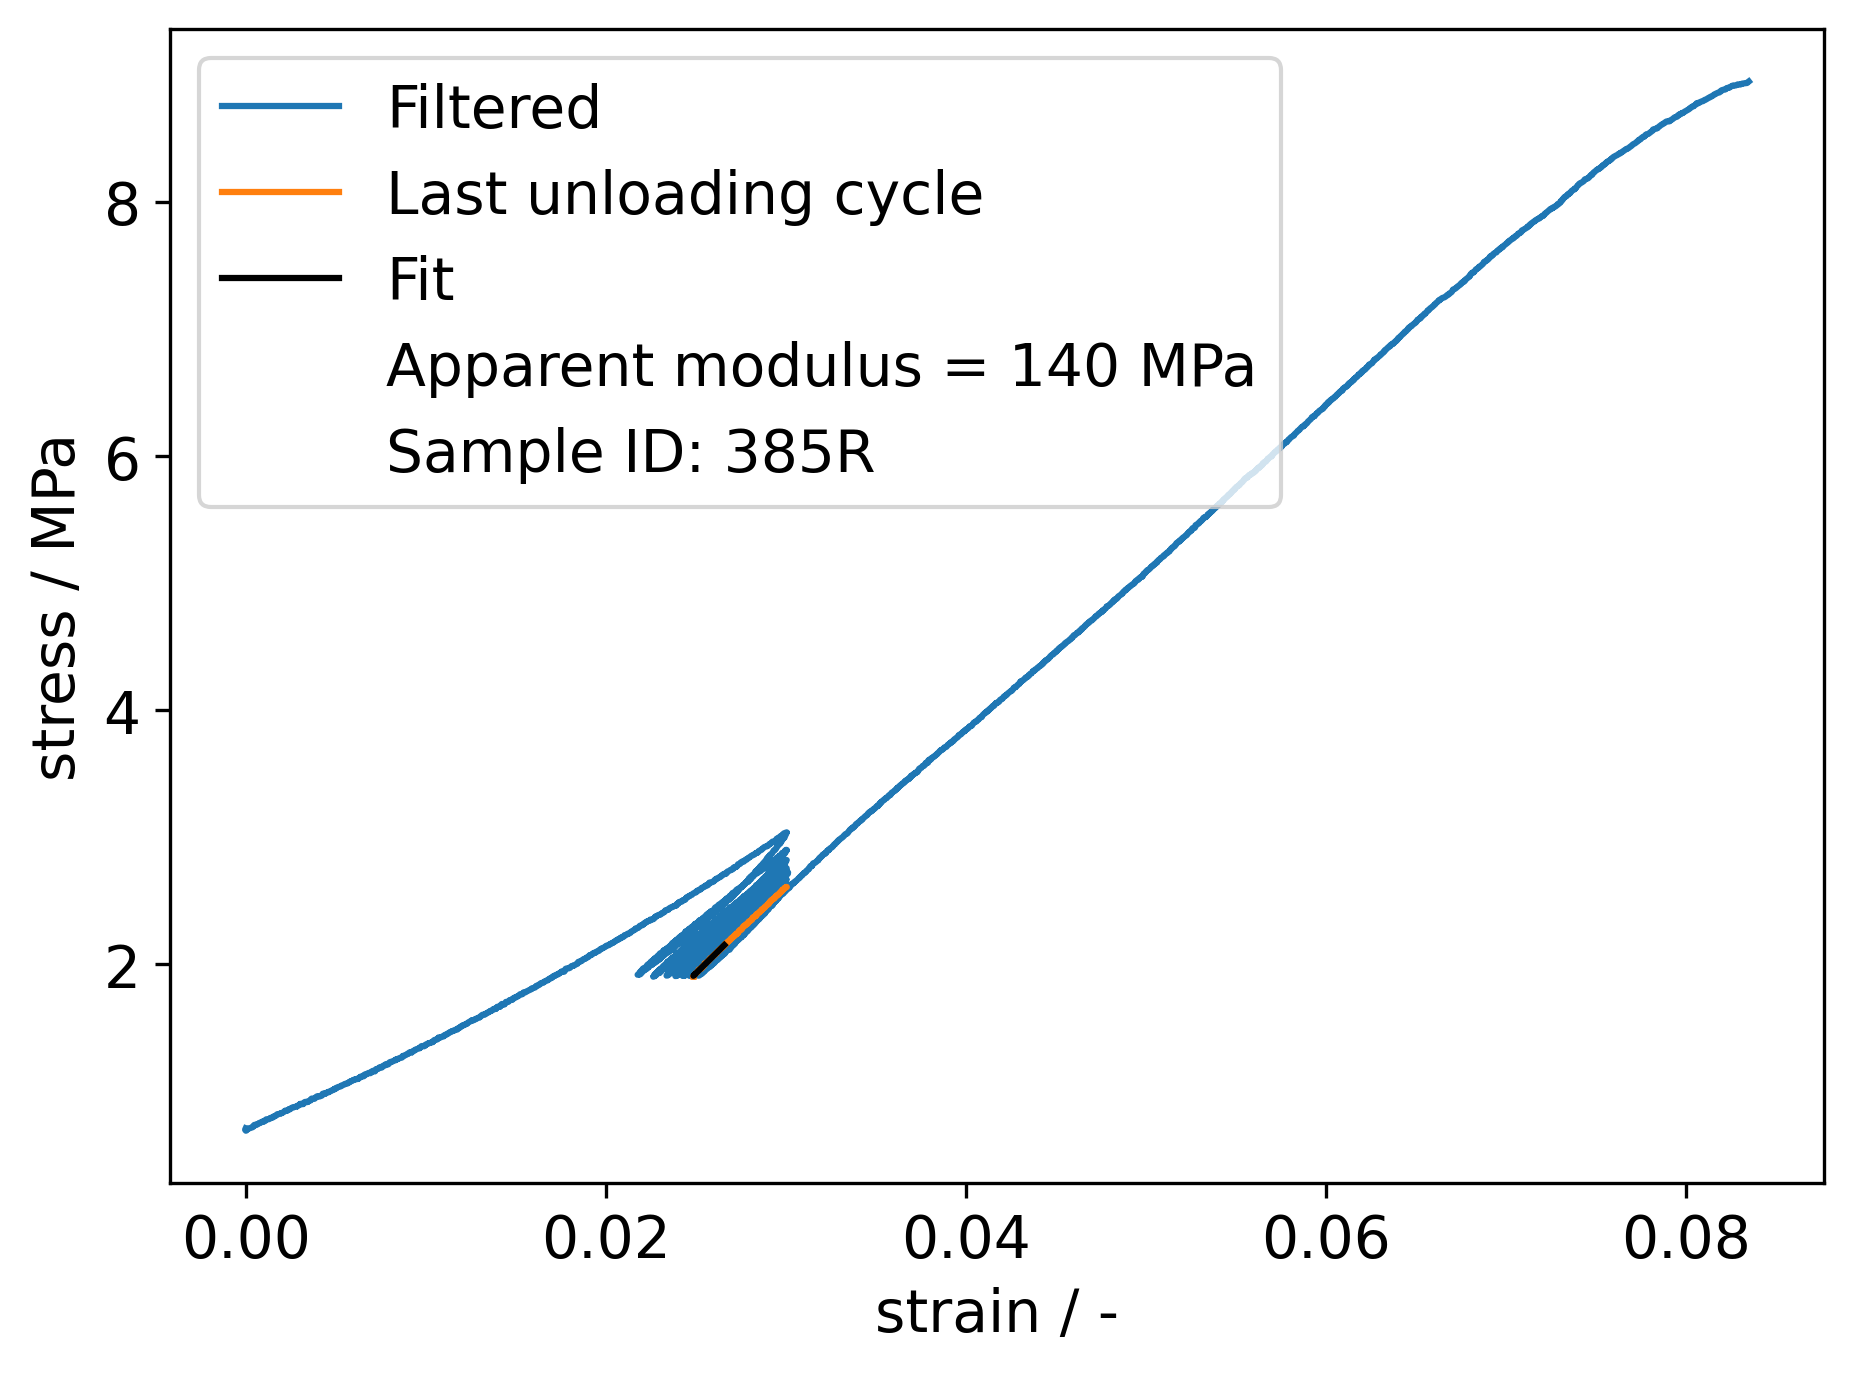 Filtered
Last unloading cycle
Fit
Apparent modulus = 140 MPa
Sample ID: 385R
8
6
4
2
stress / MPa
0.00 0.02 0.04 0.06 0.08
strain / -